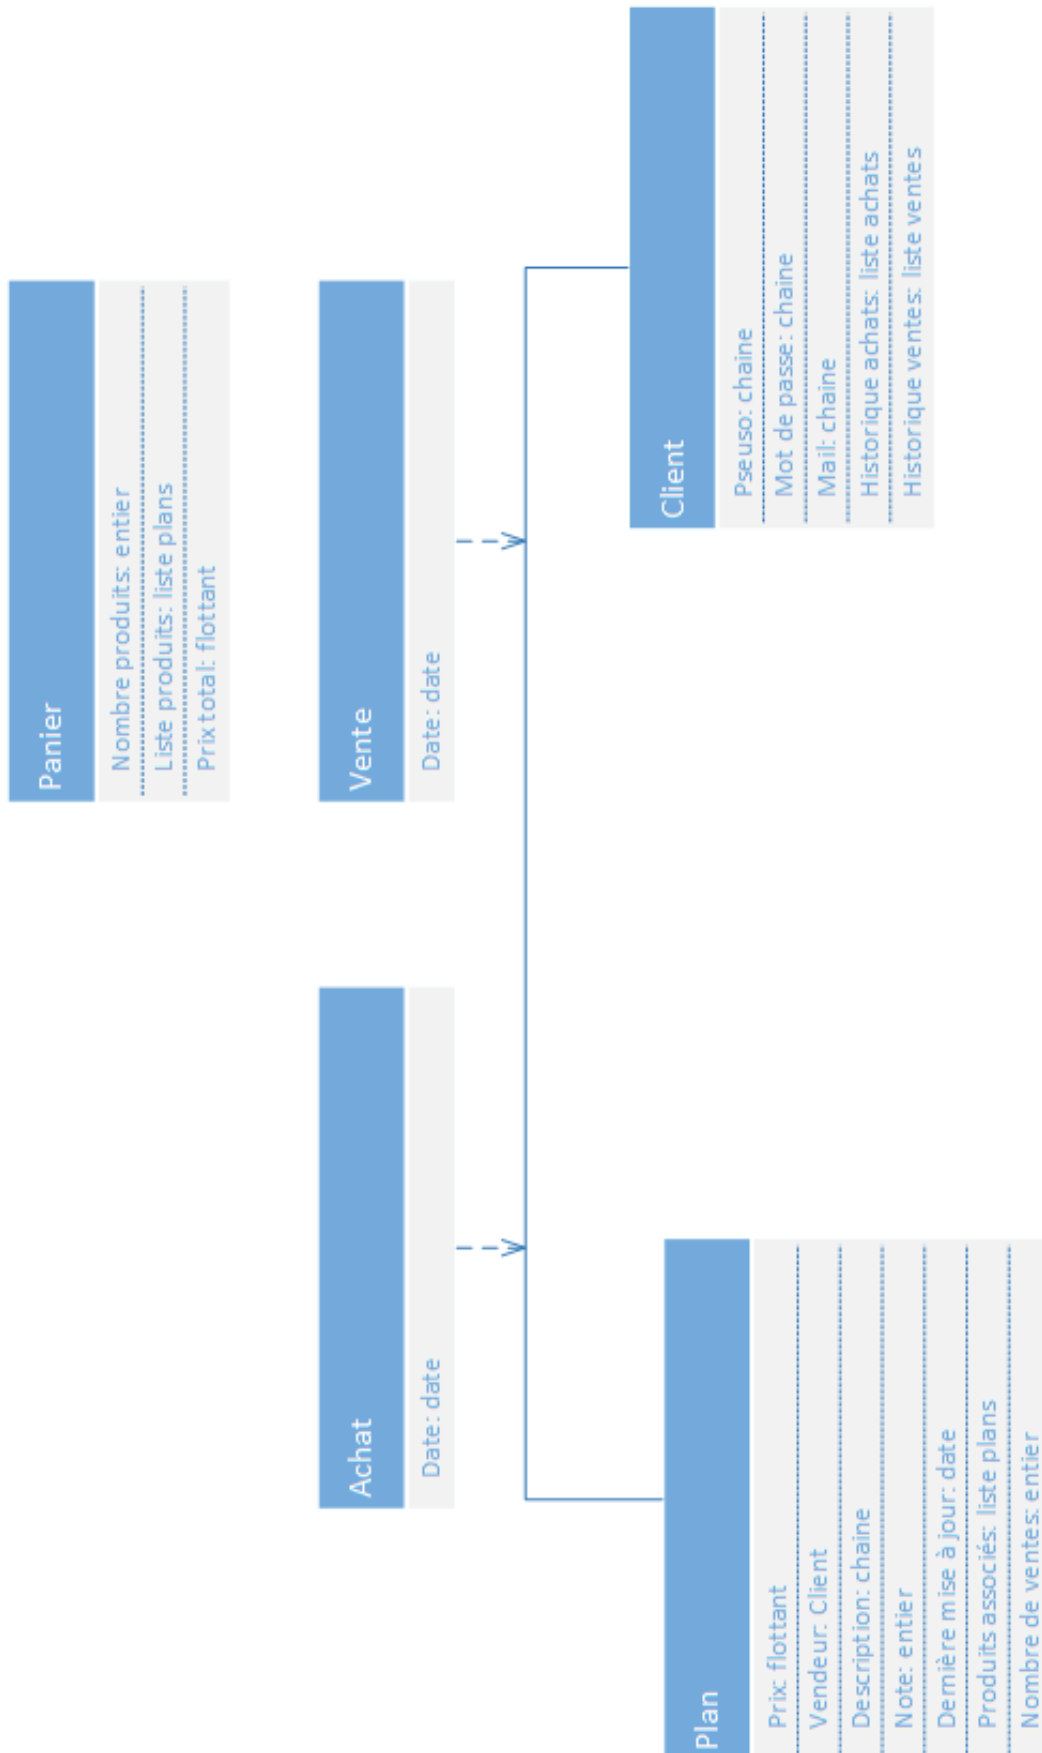 Panier
Nombre produits: entier
Liste produits: liste plans
Prix total: flottant
Achat
Date: date
Vente
Date: date
Plan
Prix: flottant
Vendeur: Client
Description: chaine
Note: entier
Dernière mise à jour: date
Produits associés: liste plans
Nombre de ventes: entier
Client
Pseuso: chaine
Mot de passe: chaine
Mail: chaine
Historique achats: liste achats
Historique ventes: liste ventes